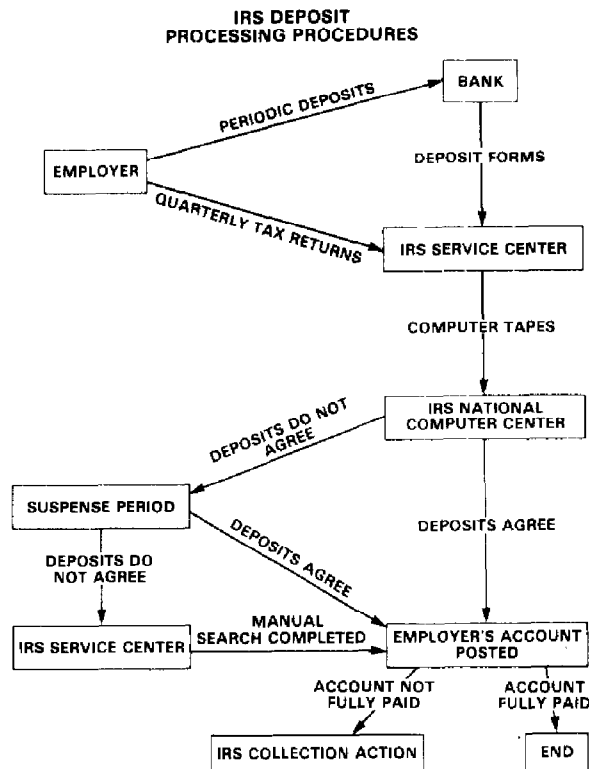 IRS DEPOSIT
PROCESSING PROCEDURES
BANK
PERIODIC DEPOSITS
EMPLOYER
DEPOSIT FORMS
QUARTERLY TAX RETURNS
IRS SERVICE CENTER
COMPUTER TAPES
IRS NATIONAL
COMPUTER CENTER
DEPOSITS DO NOT
AGREE
SUSPENSE PERIOD
DEPOSITS AGREE
DEPOSITS AGREE
DEPOSITS DO
NOT AGREE
MANUAL
SEARCH COMPLETED
IRS SERVICE CENTER
EMPLOYER'S ACCOUNT
POSTED
ACCOUNT NOT
FULLY PAID
ACCOUNT
FULLY PAID
IRS COLLECTION ACTION
END